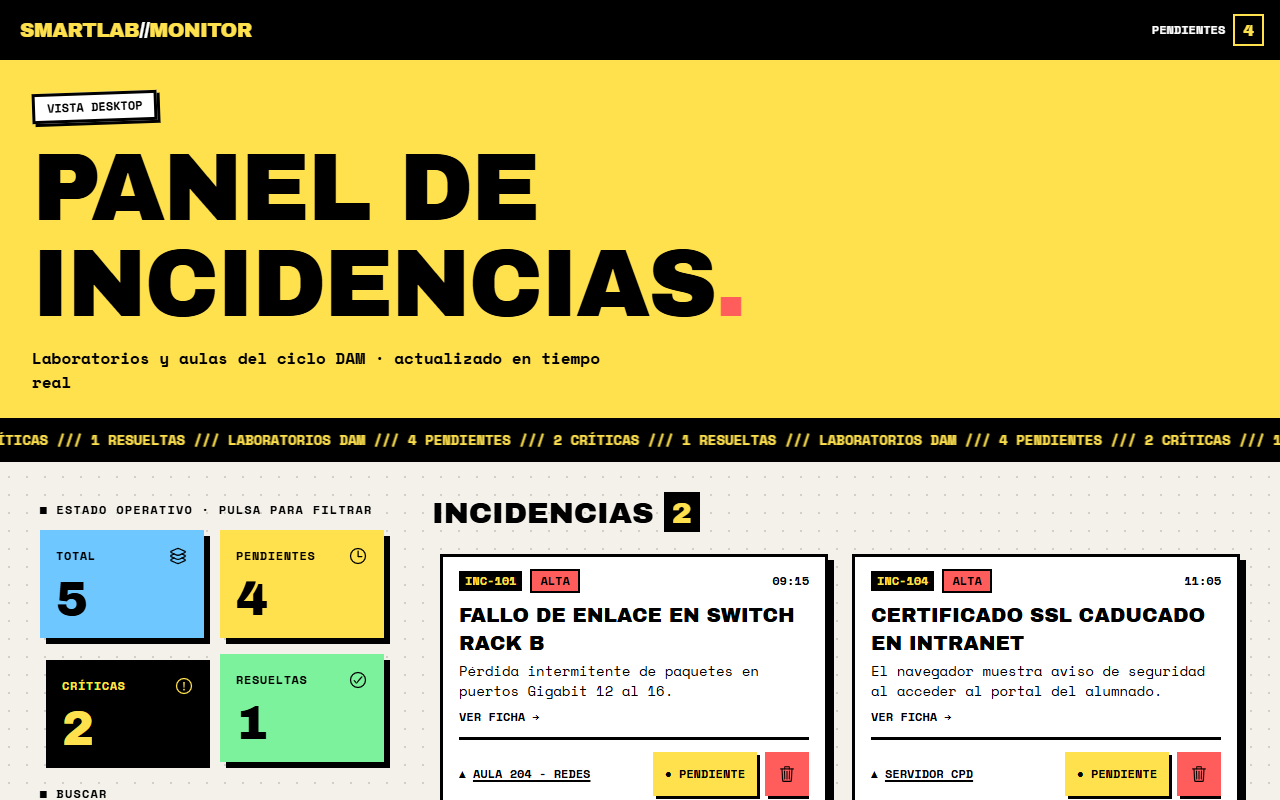 SMARTLAB//MONITOR
PENDIENTES 4
VISTA DESKTOP
PANEL DE
INCIDENCIAS.
Laboratorios y aulas del ciclo DAM · actualizado en tiempo
real
ÍTICAS /// 1 RESUELTAS /// LABORATORIOS DAM /// 4 PENDIENTES /// 2 CRÍTICAS /// 1 RESUELTAS /// LABORATORIOS DAM /// 4 PENDIENTES /// 2 CRÍTICAS /// 1
■ ESTADO OPERATIVO · PULSA PARA FILTRAR
TOTAL
5
PENDIENTES
4
CRÍTICAS
2
RESUELTAS
1
■ BUSCAR
INCIDENCIAS 2
INC-101 ALTA 09:15
FALLO DE ENLACE EN SWITCH
RACK B
Pérdida intermitente de paquetes en
puertos Gigabit 12 al 16.
VER FICHA →
▲ AULA 204 - REDES
● PENDIENTE
INC-104 ALTA 11:05
CERTIFICADO SSL CADUCADO
EN INTRANET
El navegador muestra aviso de seguridad
al acceder al portal del alumnado.
VER FICHA →
▲ SERVIDOR CPD
● PENDIENTE